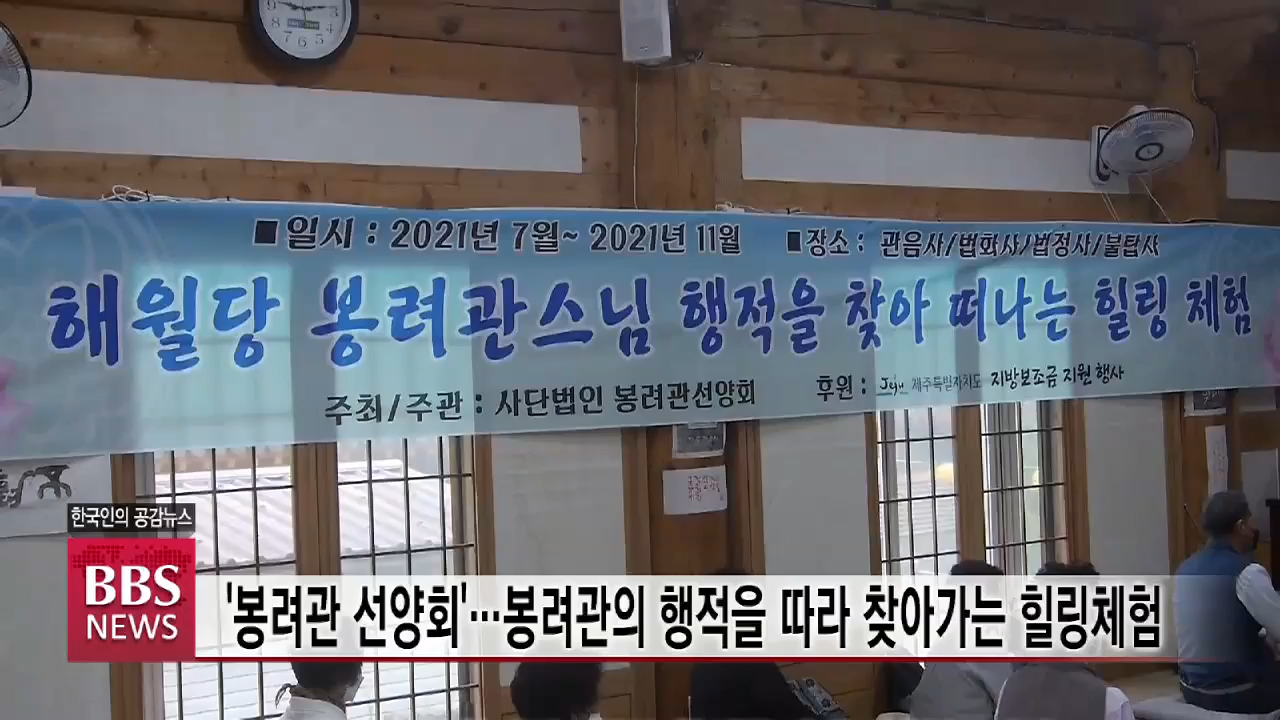 ■일시 : 2021년 7월~ 2021년 11월 ■장소 : 관음사/법화사/법정사/불탑사
해월당 봉려관스님 행적을 찾아 떠나는 힐링 체험
주최/주관 : 사단법인 봉려관선양회 후원 : Jeju 제주특별자치도 지방보조금 지원 행사
한국인의 공감뉴스
BBS
NEWS
'봉려관 선양회'…봉려관의 행적을 따라 찾아가는 힐링체험